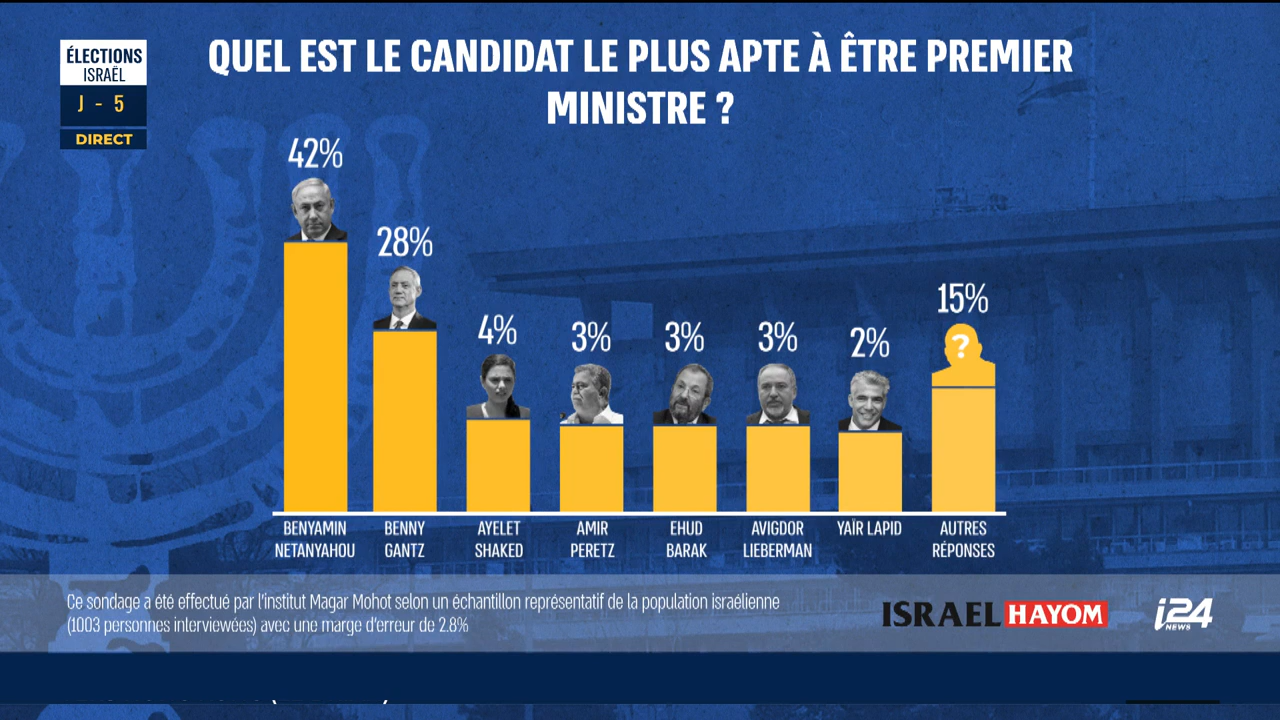 ÉLECTIONS
ISRAËL
J - 5
DIRECT
QUEL EST LE CANDIDAT LE PLUS APTE À ÊTRE PREMIER
MINISTRE ?
42%
28%
4%
3%
3%
3%
2%
15%
?
BENYAMIN
NETANYAHOU
BENNY
GANTZ
AYELET
SHAKED
AMIR
PERETZ
EHUD
BARAK
AVIGDOR
LIEBERMAN
YAÏR LAPID
AUTRES
RÉPONSES
Ce sondage a été effectué par l'institut Magar Mohot selon un échantillon représentatif de la population israélienne
(1003 personnes interviewées) avec une marge d'erreur de 2.8%
ISRAEL HAYOM
i24
NEWS